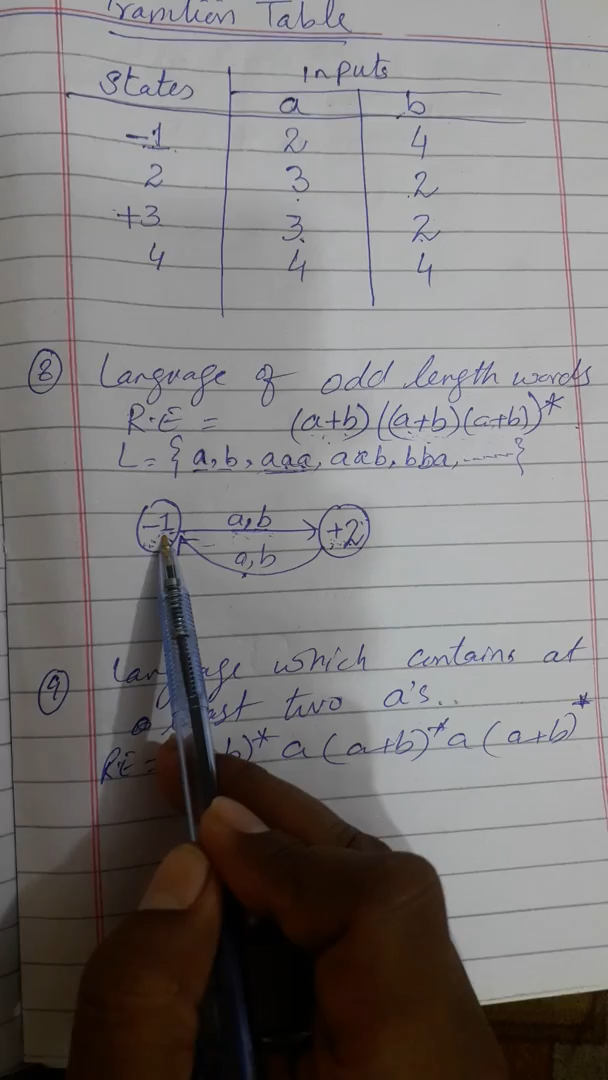 Tranition Table
States Inputs
a b
-1 2 4
2 3 2
+3 3 2
4 4 4
8 Language of odd length words
R.E = (a+b)((a+b)(a+b))*
L = { a, b, aaa, aab, bba, ------}
-1 a,b +2
a,b
9 Language which contains at
two a's..
RE = b)* a (a+b)* a (a+b)*